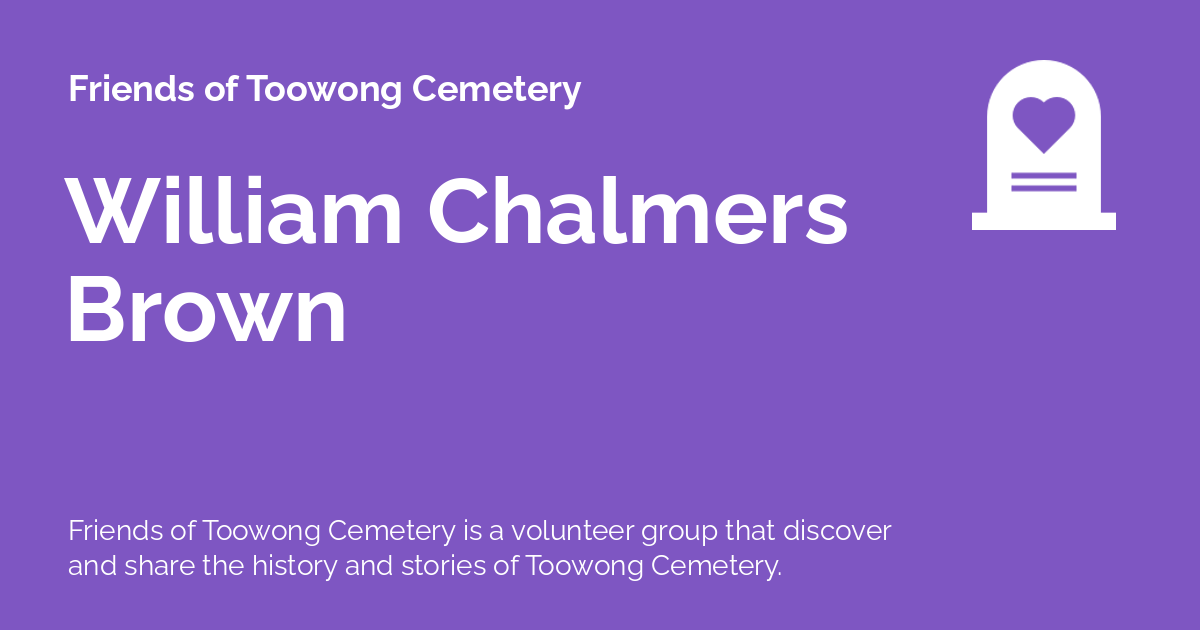 Friends of Toowong Cemetery
William Chalmers
Brown
Friends of Toowong Cemetery is a volunteer group that discover
and share the history and stories of Toowong Cemetery.